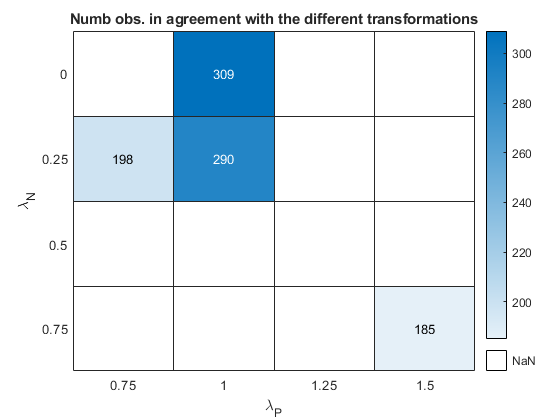 Numb obs. in agreement with the different transformations
0 309 300
280
0.25 198 290 260
λN
240
0.5 220
200
0.75 185
NaN
0.75 1 1.25 1.5
λP